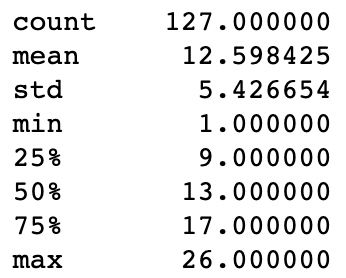 count 127.000000
mean 12.598425
std 5.426654
min 1.000000
25% 9.000000
50% 13.000000
75% 17.000000
max 26.000000